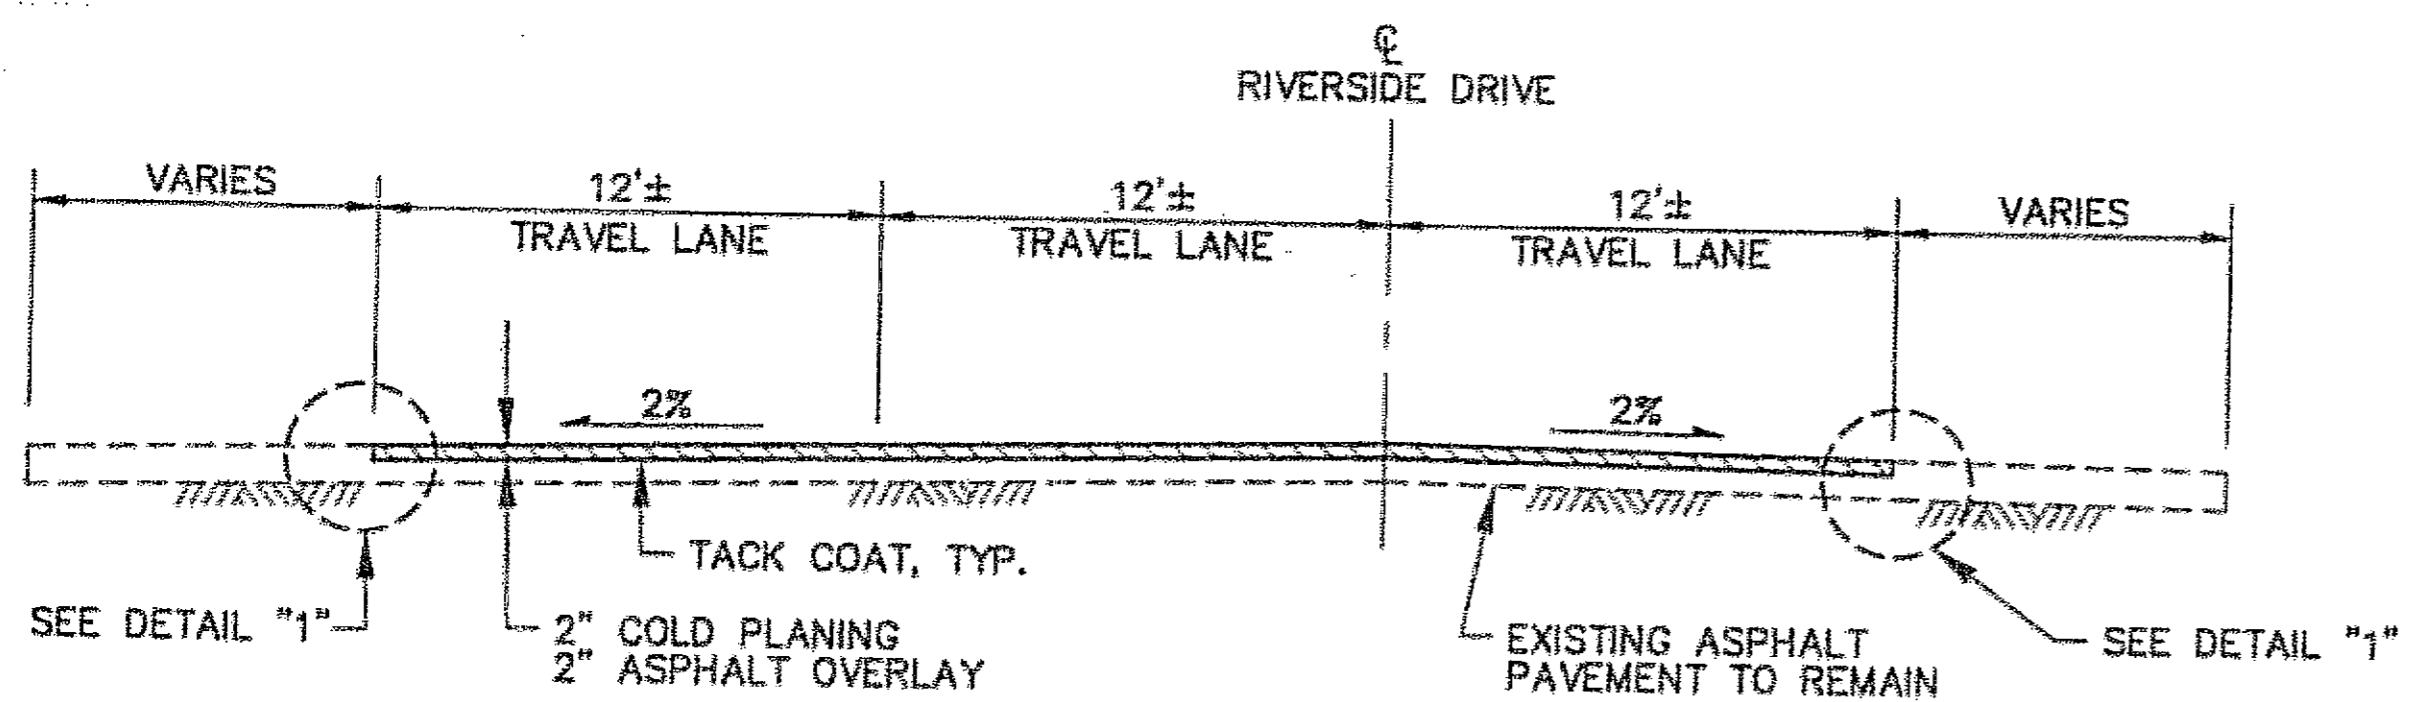 ℄
RIVERSIDE DRIVE
VARIES
12'±
TRAVEL LANE
12'±
TRAVEL LANE
12'±
TRAVEL LANE
VARIES
2%
2%
TACK COAT, TYP.
SEE DETAIL "1"
2" COLD PLANING
2" ASPHALT OVERLAY
EXISTING ASPHALT
PAVEMENT TO REMAIN
SEE DETAIL "1"